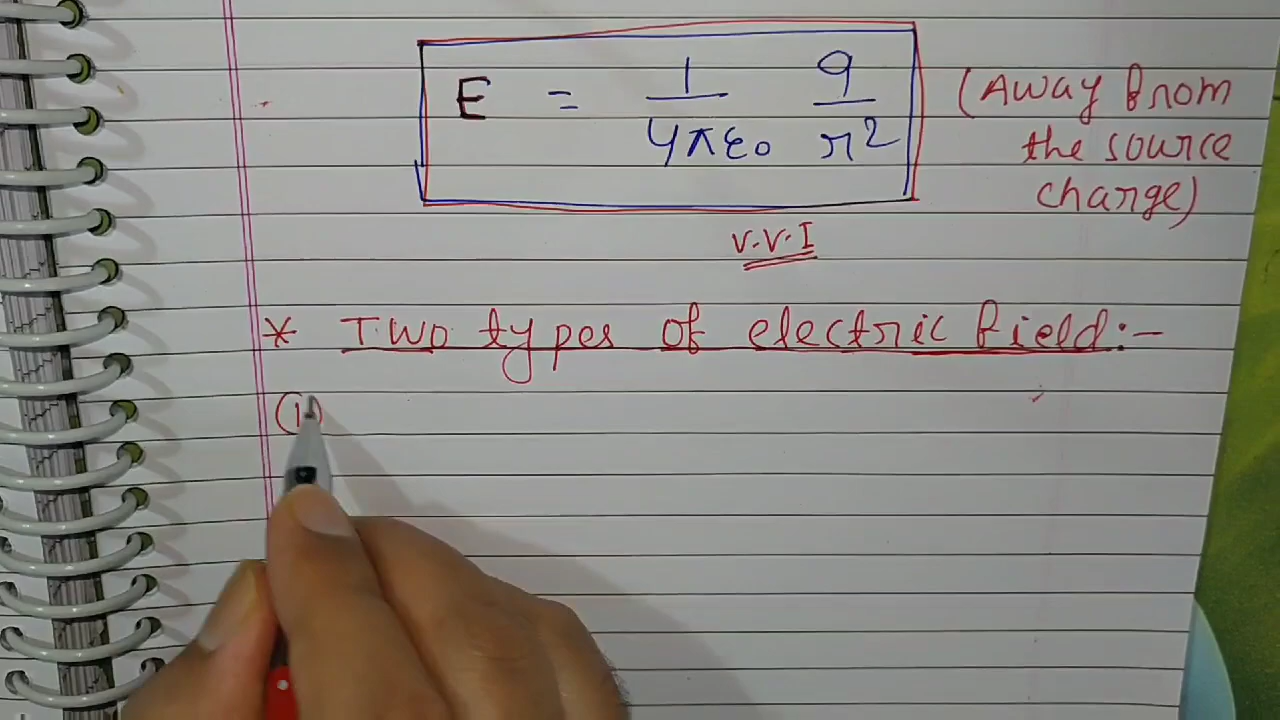 E = 1/4πε₀ q/r² (Away from
the source
charge)
V.V.I
* Two types of electric field:-
(1)